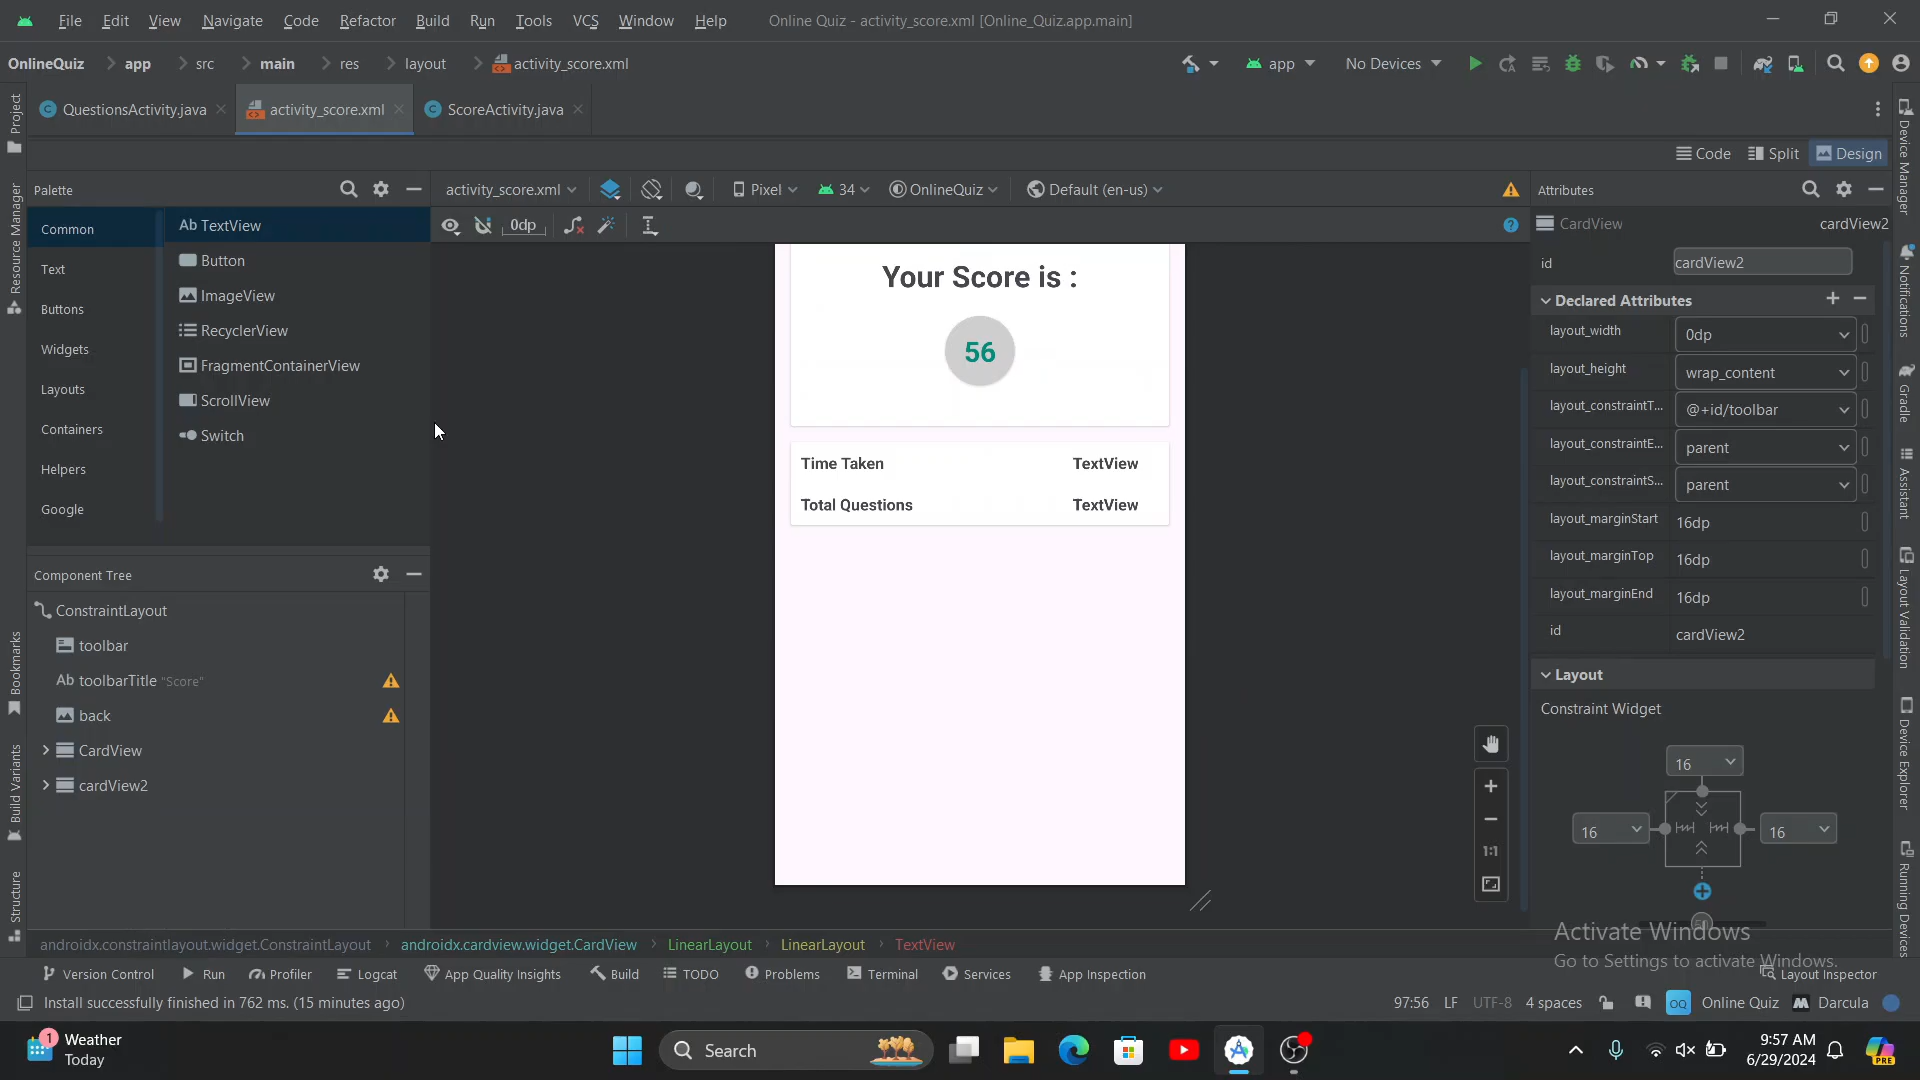 File Edit View Navigate Code Refactor Build Run Tools VCS Window Help Online Quiz - activity_score.xml [Online_Quiz.app.main]
OnlineQuiz app src main res layout activity_score.xml app No Devices
QuestionsActivity.java activity_score.xml ScoreActivity.java
Code Split Design
Palette activity_score.xml Pixel 34 OnlineQuiz Default (en-us) Attributes
Common
Text
Buttons
Widgets
Layouts
Containers
Helpers
Google
Ab TextView
Button
ImageView
RecyclerView
FragmentContainerView
ScrollView
Switch
0dp
Your Score is :
56
Time Taken TextView
Total Questions TextView
1:1
Component Tree
ConstraintLayout
toolbar
Ab toolbarTitle "Score"
back
CardView
cardView2
CardView cardView2
id cardView2
Declared Attributes
layout_width 0dp
layout_height wrap_content
layout_constraintT... @+id/toolbar
layout_constraintE... parent
layout_constraintS... parent
layout_marginStart 16dp
layout_marginTop 16dp
layout_marginEnd 16dp
id cardView2
Layout
Constraint Widget
16
16 16
50
Activate Windows
Go to Settings to activate Windows.
Project
Resource Manager
Bookmarks
Build Variants
Structure
Device Manager
Notifications
Gradle
Assistant
Layout Validation
Device Explorer
Running Devices
androidx.constraintlayout.widget.ConstraintLayout androidx.cardview.widget.CardView LinearLayout LinearLayout TextView
Version Control Run Profiler Logcat App Quality Insights Build TODO Problems Terminal Services App Inspection Layout Inspector
Install successfully finished in 762 ms. (15 minutes ago) 97:56 LF UTF-8 4 spaces OQ Online Quiz Darcula
1 Weather
Today
Search
9:57 AM
6/29/2024
PRE